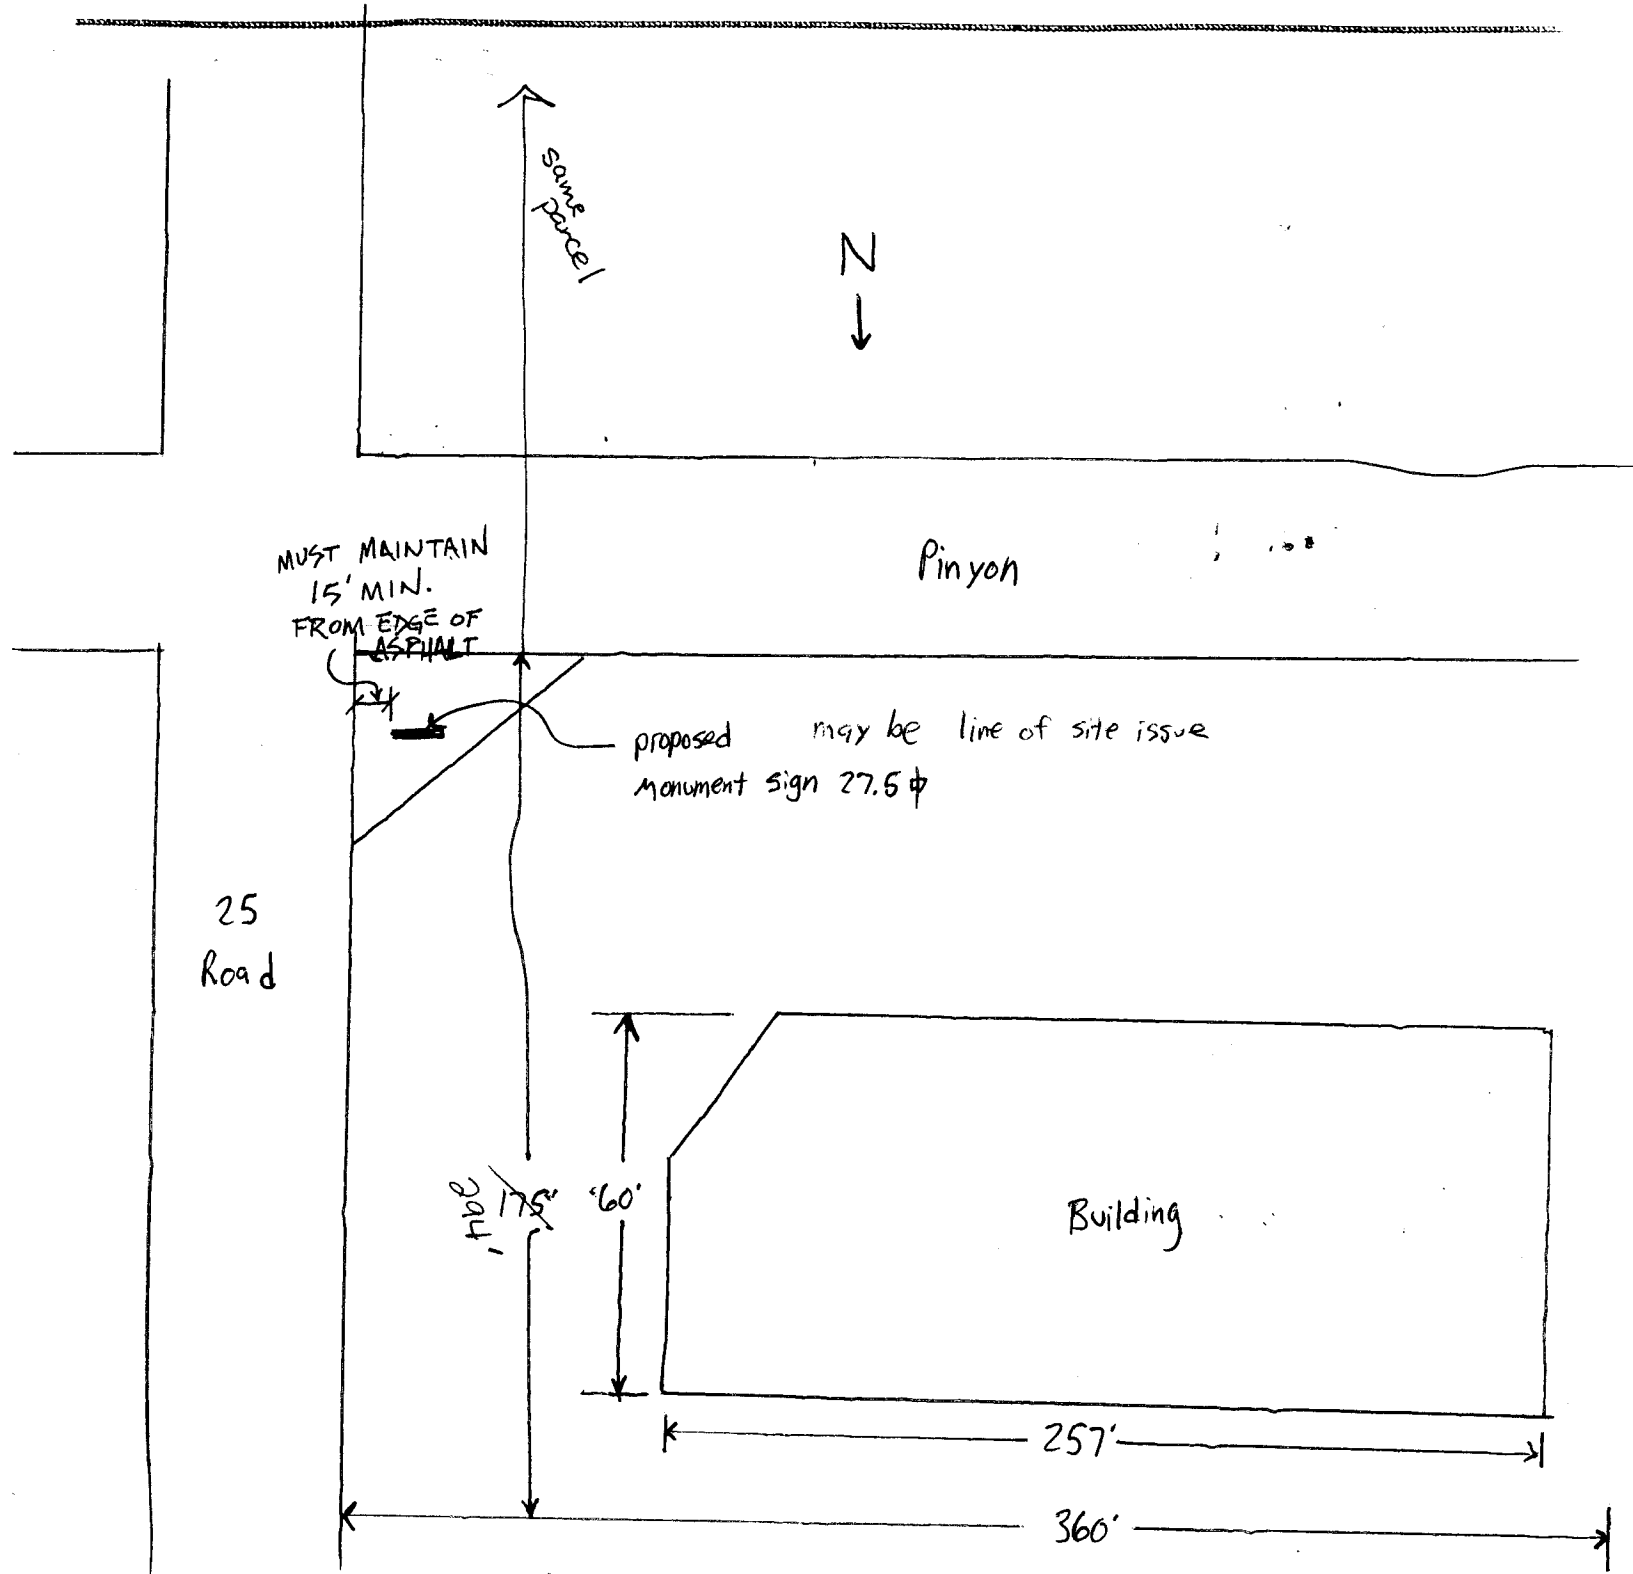 same
parcel
N
Pinyon
MUST MAINTAIN
15' MIN.
FROM EDGE OF
ASPHALT
proposed may be line of site issue
Monument sign 27.5 ϕ
25
Road
294'
175'
60'
Building
257'
360'